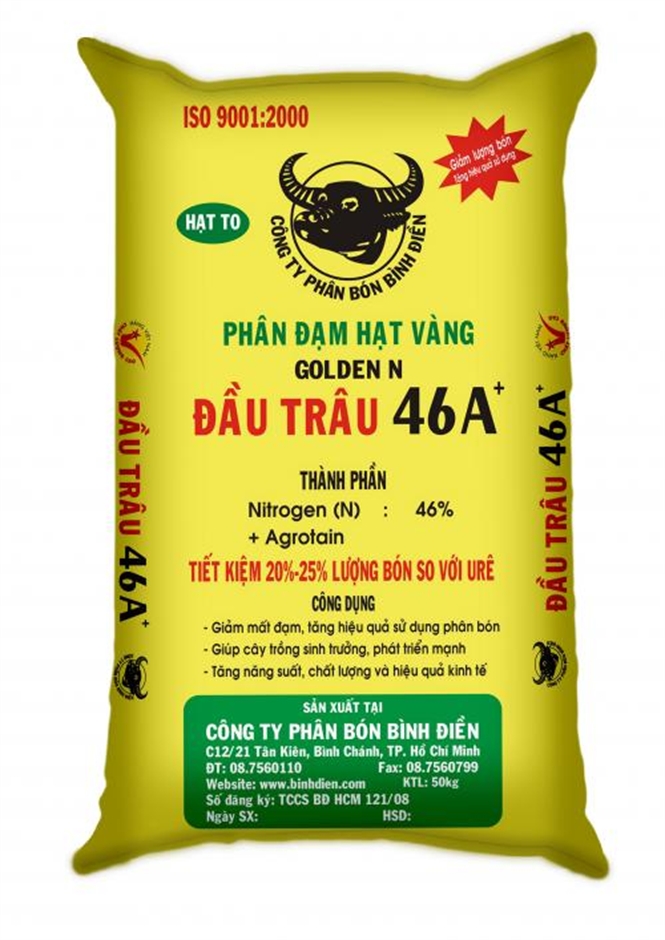 ISO 9001:2000
Giảm lượng bón
Tăng hiệu quả sử dụng
HẠT TO
CÔNG TY PHÂN BÓN BÌNH ĐIỀN
PHÂN ĐẠM HẠT VÀNG
GOLDEN N
ĐẦU TRÂU 46A+
THÀNH PHẦN
Nitrogen (N) : 46%
+ Agrotain
TIẾT KIỆM 20%-25% LƯỢNG BÓN SO VỚI URÊ
CÔNG DỤNG
- Giảm mất đạm, tăng hiệu quả sử dụng phân bón
- Giúp cây trồng sinh trưởng, phát triển mạnh
- Tăng năng suất, chất lượng và hiệu quả kinh tế
SẢN XUẤT TẠI
CÔNG TY PHÂN BÓN BÌNH ĐIỀN
C12/21 Tân Kiên, Bình Chánh, TP. Hồ Chí Minh
ĐT: 08.7560110 Fax: 08.7560799
Website: www.binhdien.com KTL: 50kg
Số đăng ký: TCCS BĐ HCM 121/08
Ngày SX: HSD:
ĐẦU TRÂU 46A+
ĐẦU TRÂU 46A+